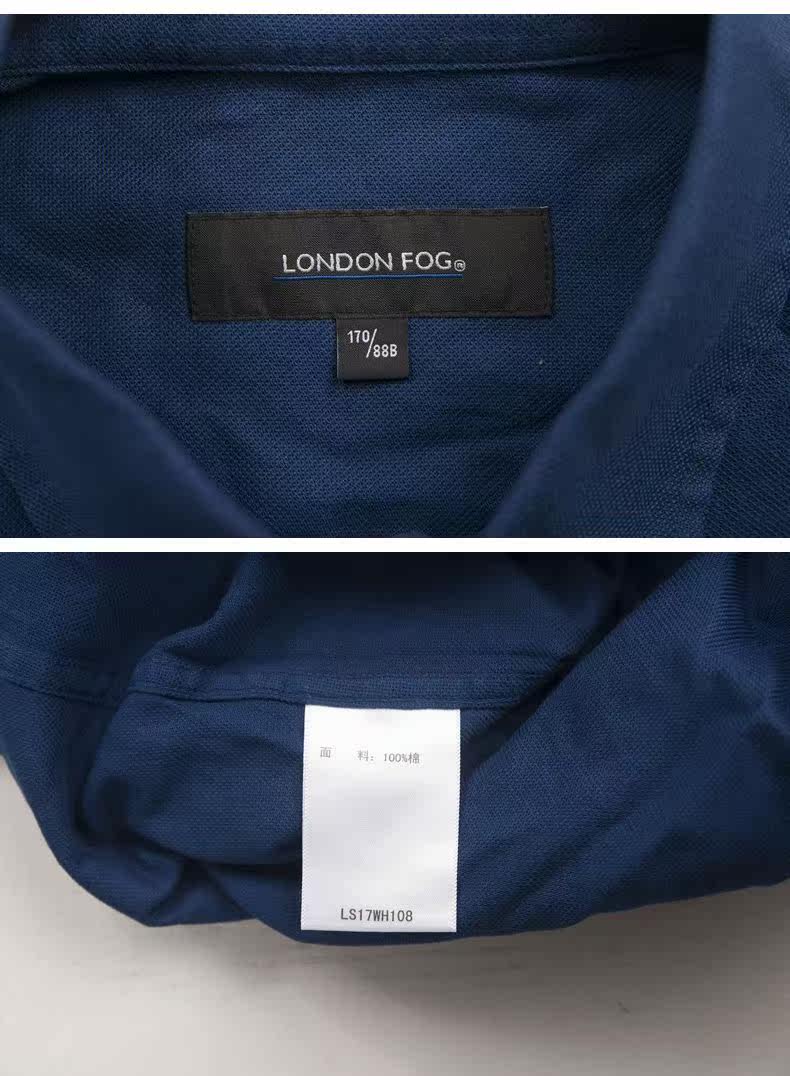 LONDON FOG®
170/88B
面 料：100%棉
LS17WH108